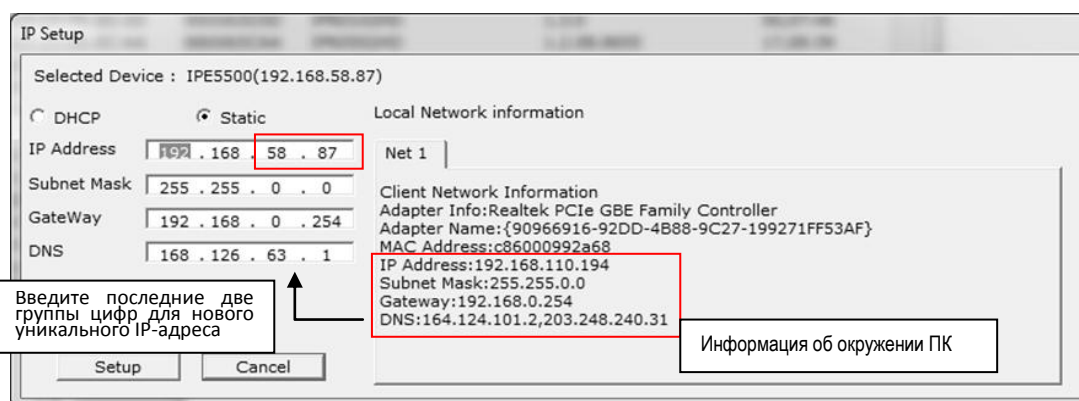 IP Setup
Selected Device : IPE5500(192.168.58.87)
DHCP
Static
IP Address
192 . 168 . 58 . 87
Subnet Mask
255 . 255 . 0 . 0
GateWay
192 . 168 . 0 . 254
DNS
168 . 126 . 63 . 1
Введите последние две
группы цифр для нового
уникального IP-адреса
Setup
Cancel
Local Network information
Net 1
Client Network Information
Adapter Info:Realtek PCIe GBE Family Controller
Adapter Name:{90966916-92DD-4B88-9C27-199271FF53AF}
MAC Address:c86000992a68
IP Address:192.168.110.194
Subnet Mask:255.255.0.0
Gateway:192.168.0.254
DNS:164.124.101.2,203.248.240.31
Информация об окружении ПК